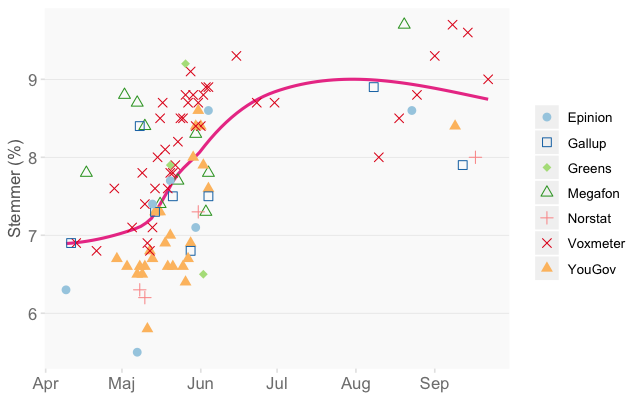 Stemmer (%)
9
8
7
6
Apr
Maj
Jun
Jul
Aug
Sep
Epinion
Gallup
Greens
Megafon
Norstat
Voxmeter
YouGov